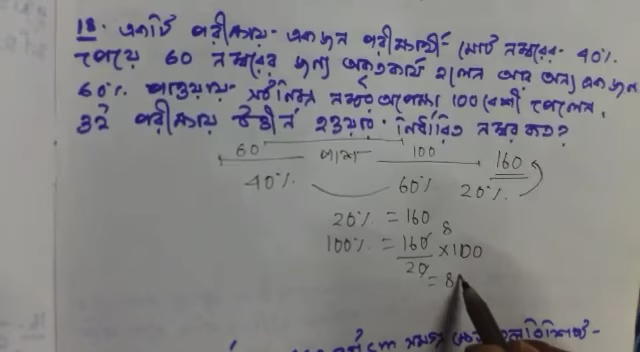 18. একটি পরীক্ষায় একজন পরীক্ষার্থী মোট নম্বরের 40%
পেয়ে 60 নম্বরের জন্য অকৃতকার্য হলেন আর অন্য একজন
60% পাওয়ায় সর্বনিম্ন নম্বর অপেক্ষা 100 বেশী পেলেন,
ঐ পরীক্ষায় উত্তীর্ণ হওয়ার নির্ধারিত নম্বর কত?
60 পাশ 100 160
40% 60% 20%
20% = 160
8
100% = 160/20 × 100
= 8